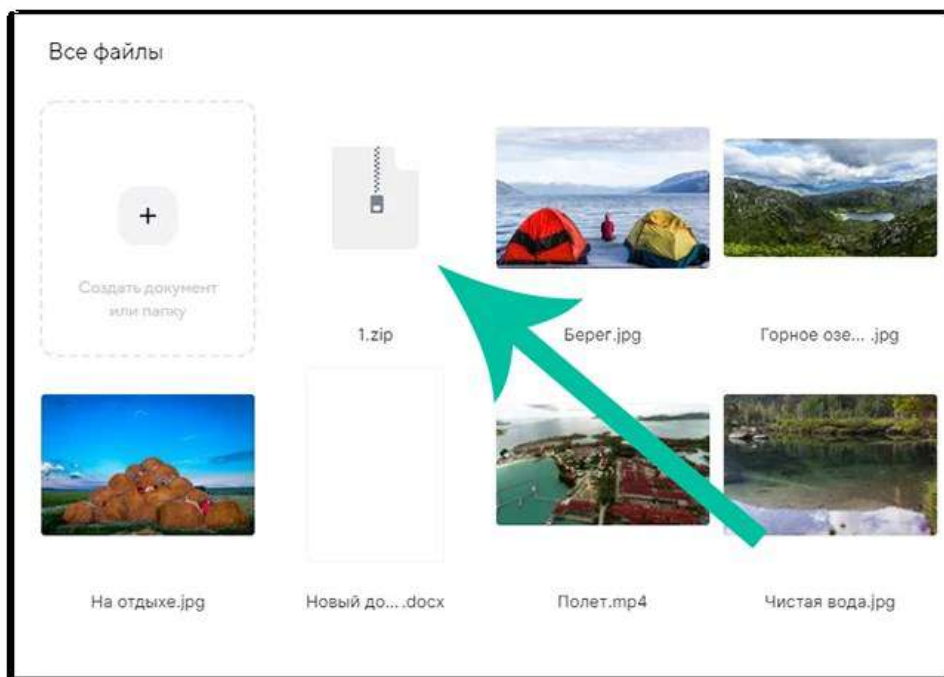 Все файлы
Создать документ
или папку
1.zip
Берег.jpg
Горное озе... .jpg
На отдыхе.jpg
Новый до... .docx
Полет.mp4
Чистая вода.jpg